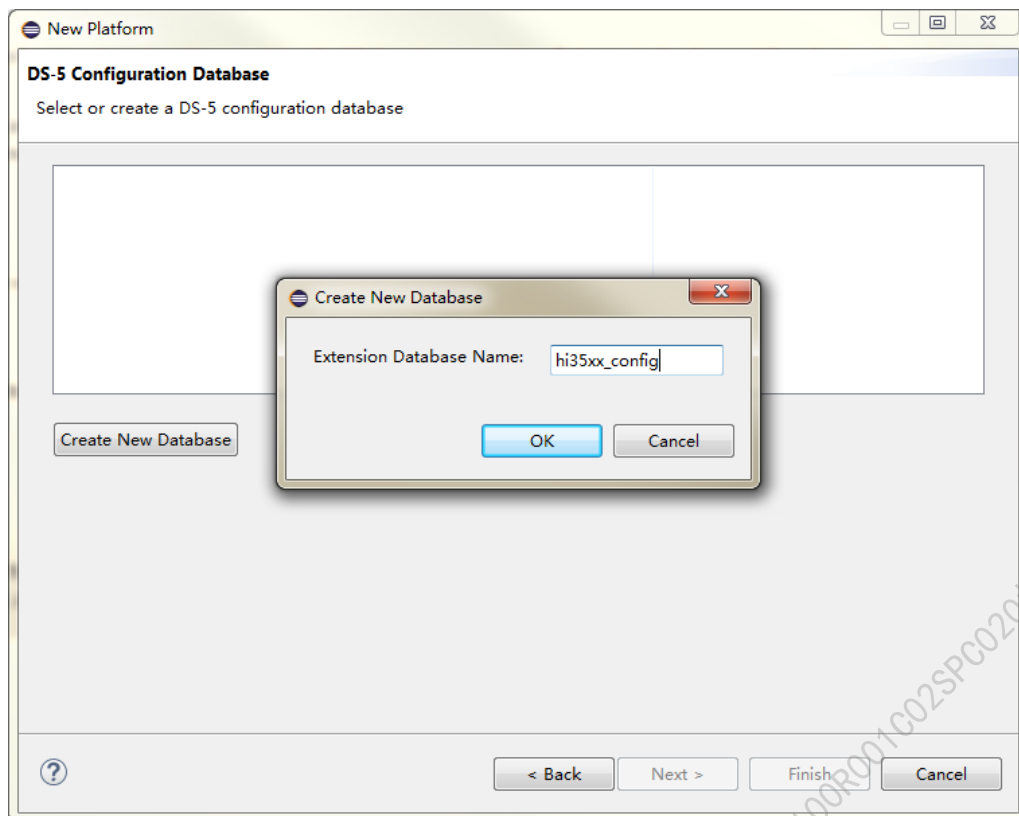 New Platform
DS-5 Configuration Database
Select or create a DS-5 configuration database
Create New Database
Extension Database Name: hi35xx_config
OK Cancel
Create New Database
< Back Next > Finish Cancel
00R001C02SPC020